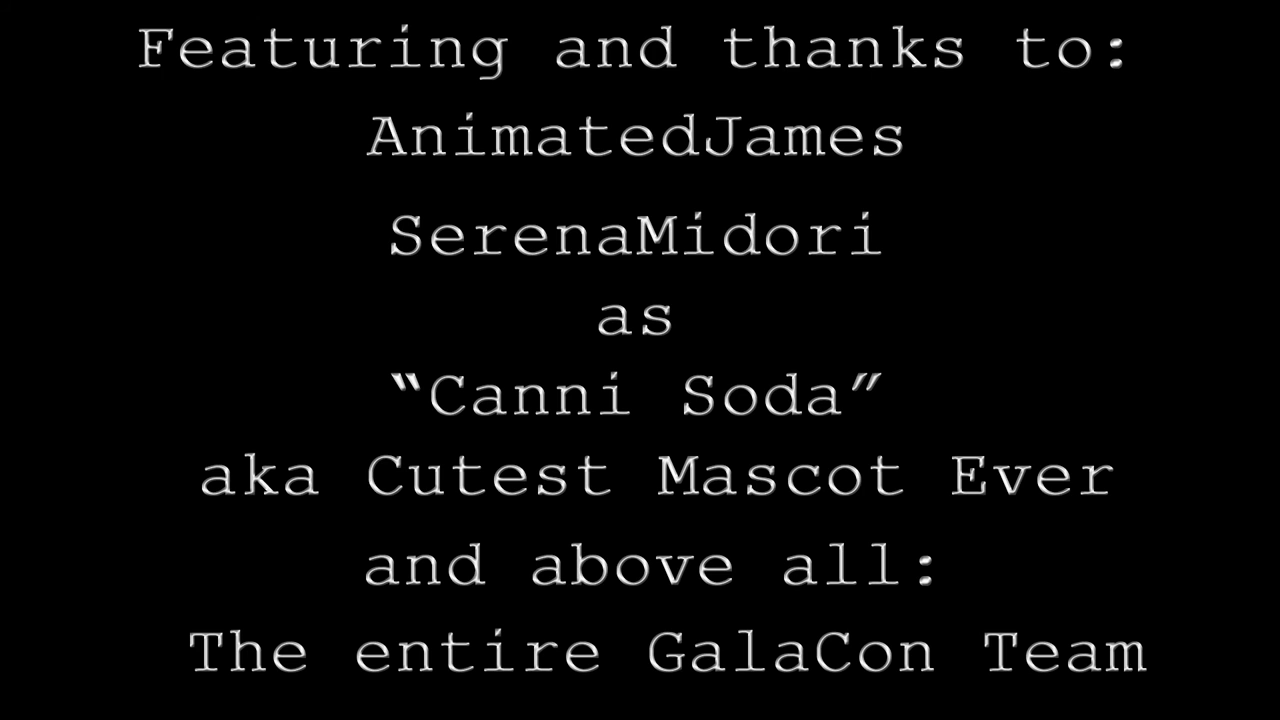 Featuring and thanks to:
AnimatedJames
SerenaMidori
as
“Canni Soda”
aka Cutest Mascot Ever
and above all:
The entire GalaCon Team